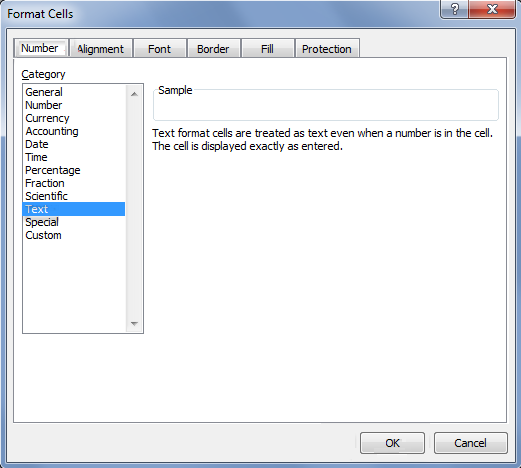 Format Cells
Number Alignment Font Border Fill Protection
Category
General
Number
Currency
Accounting
Date
Time
Percentage
Fraction
Scientific
Text
Special
Custom
Sample
Text format cells are treated as text even when a number is in the cell.
The cell is displayed exactly as entered.
OK Cancel